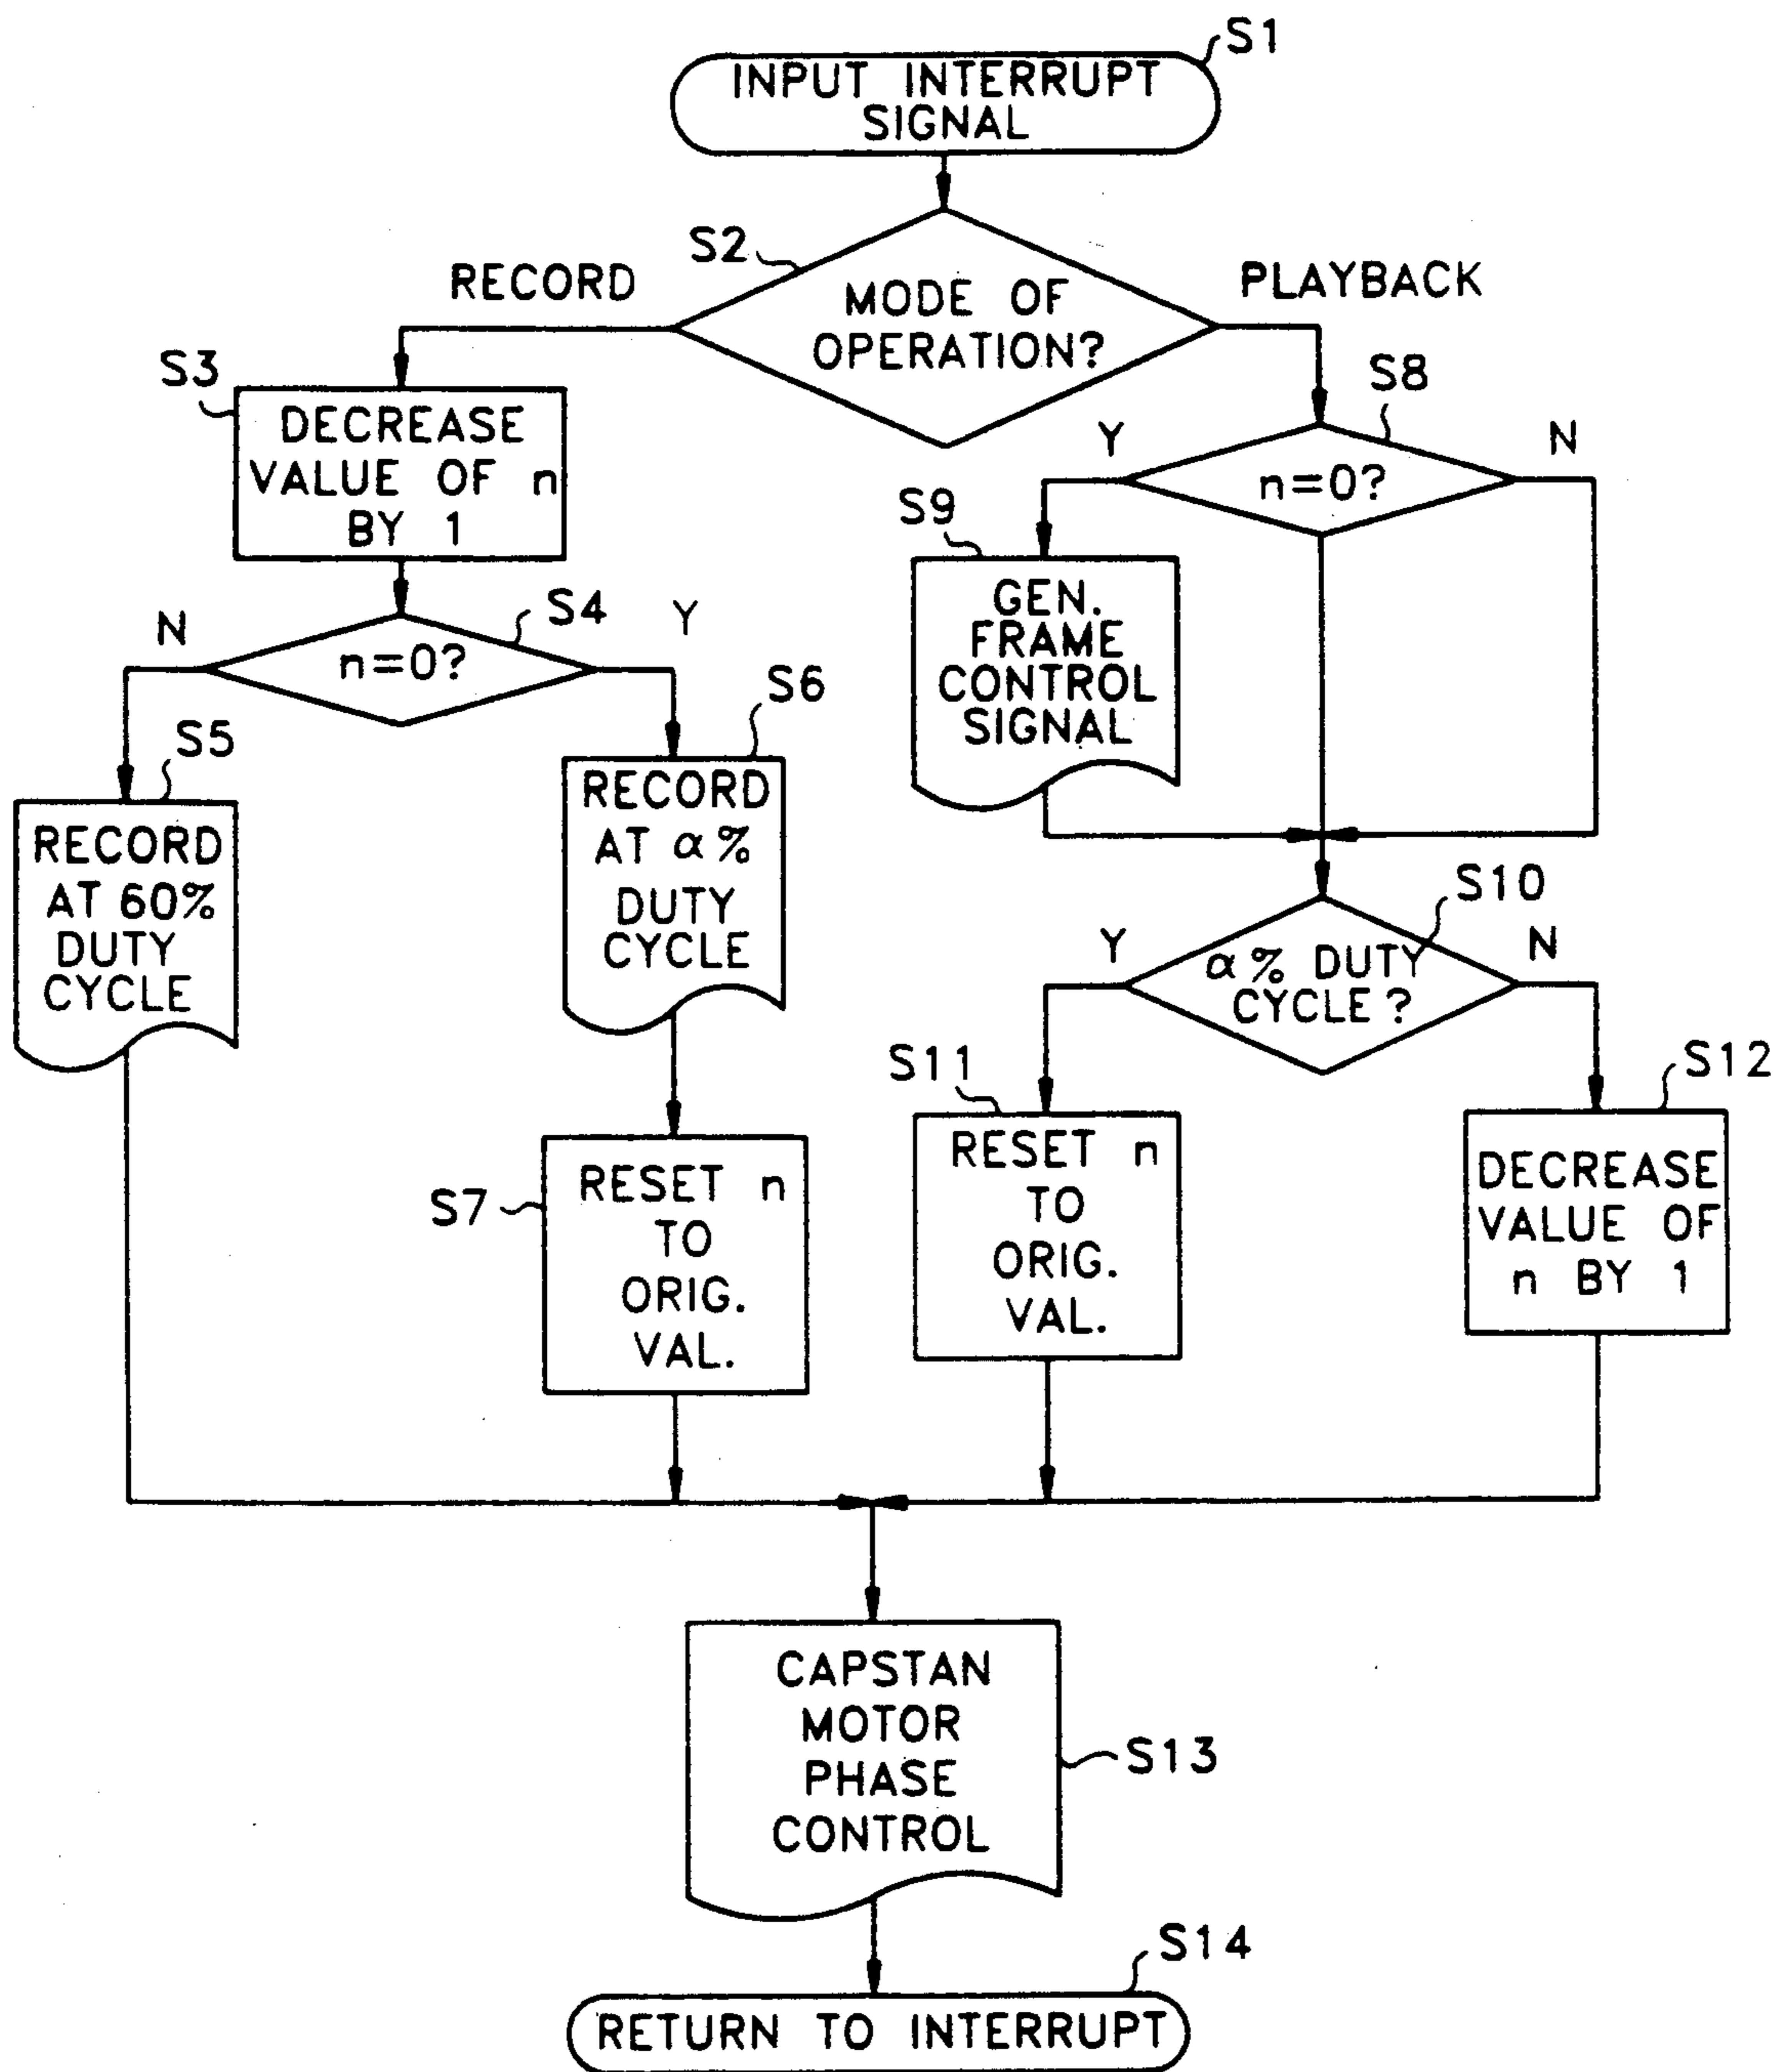 S1
INPUT INTERRUPT
SIGNAL
S2
RECORD
PLAYBACK
MODE OF
OPERATION?
S3
DECREASE
VALUE OF n
BY 1
S8
Y
N
n=0?
S9
GEN.
FRAME
CONTROL
SIGNAL
N
S4
Y
n=0?
S5
RECORD
AT 60%
DUTY
CYCLE
S6
RECORD
AT α%
DUTY
CYCLE
S10
Y
N
α% DUTY
CYCLE?
S7
RESET n
TO
ORIG.
VAL.
S11
RESET n
TO
ORIG.
VAL.
S12
DECREASE
VALUE OF
n BY 1
CAPSTAN
MOTOR
PHASE
CONTROL
S13
S14
RETURN TO INTERRUPT